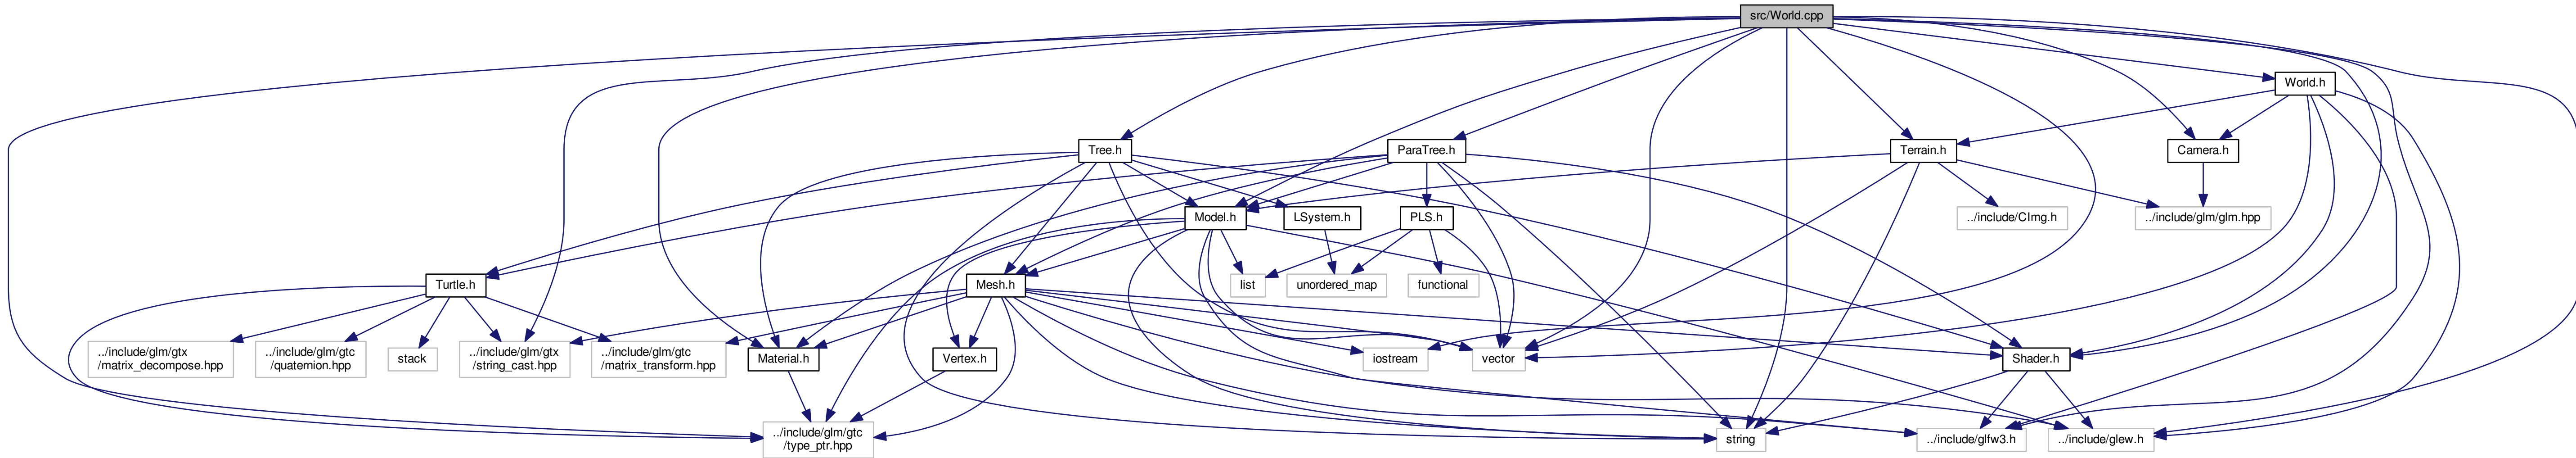 src/World.cpp
World.h
Tree.h
ParaTree.h
Terrain.h
Camera.h
Model.h
LSystem.h
PLS.h
../include/CImg.h
../include/glm/glm.hpp
Turtle.h
Mesh.h
list
unordered_map
functional
../include/glm/gtx
/matrix_decompose.hpp
../include/glm/gtc
/quaternion.hpp
stack
../include/glm/gtx
/string_cast.hpp
../include/glm/gtc
/matrix_transform.hpp
Material.h
Vertex.h
iostream
vector
Shader.h
../include/glm/gtc
/type_ptr.hpp
string
../include/glfw3.h
../include/glew.h